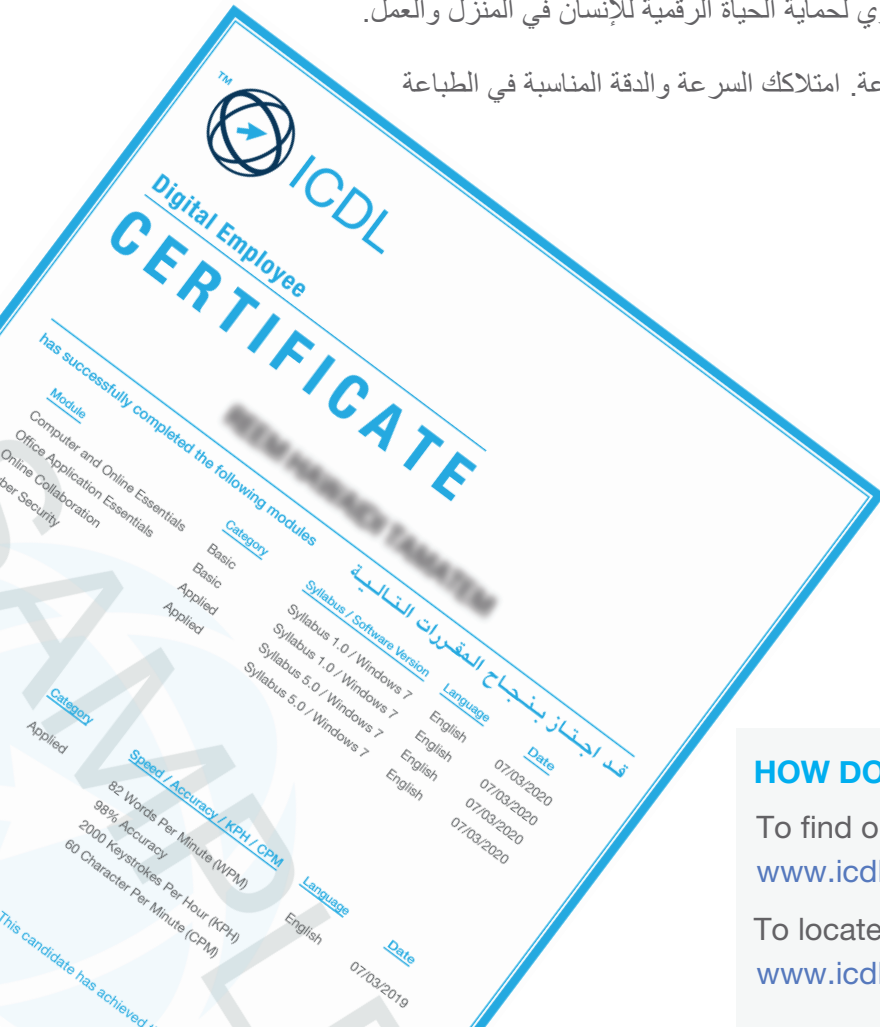 ي لحماية الحياة الرقمية للإنسان في المنزل والعمل.
عة. امتلاكك السرعة والدقة المناسبة في الطباعة
TM
ICDL
Digital Employee
CERTIFICATE
has successfully completed the following modules
قد اجتاز بنجاح المقررات التالية
Module Category Syllabus / Software Version Language Date
Computer and Online Essentials Basic Syllabus 1.0 / Windows 7 English 07/03/2020
Office Application Essentials Basic Syllabus 1.0 / Windows 7 English 07/03/2020
Online Collaboration Applied Syllabus 5.0 / Windows 7 English 07/03/2020
ber Security Applied Syllabus 5.0 / Windows 7 English 07/03/2020
Category Speed / Accuracy / KPH / CPM Language Date
Applied 82 Words Per Minute (WPM) English 07/03/2019
98% Accuracy
2000 Keystrokes Per Hour (KPH)
60 Character Per Minute (CPM)
This candidate has achieved
SAMPLE
HOW DO
To find o
www.icdl
To locate
www.icdl